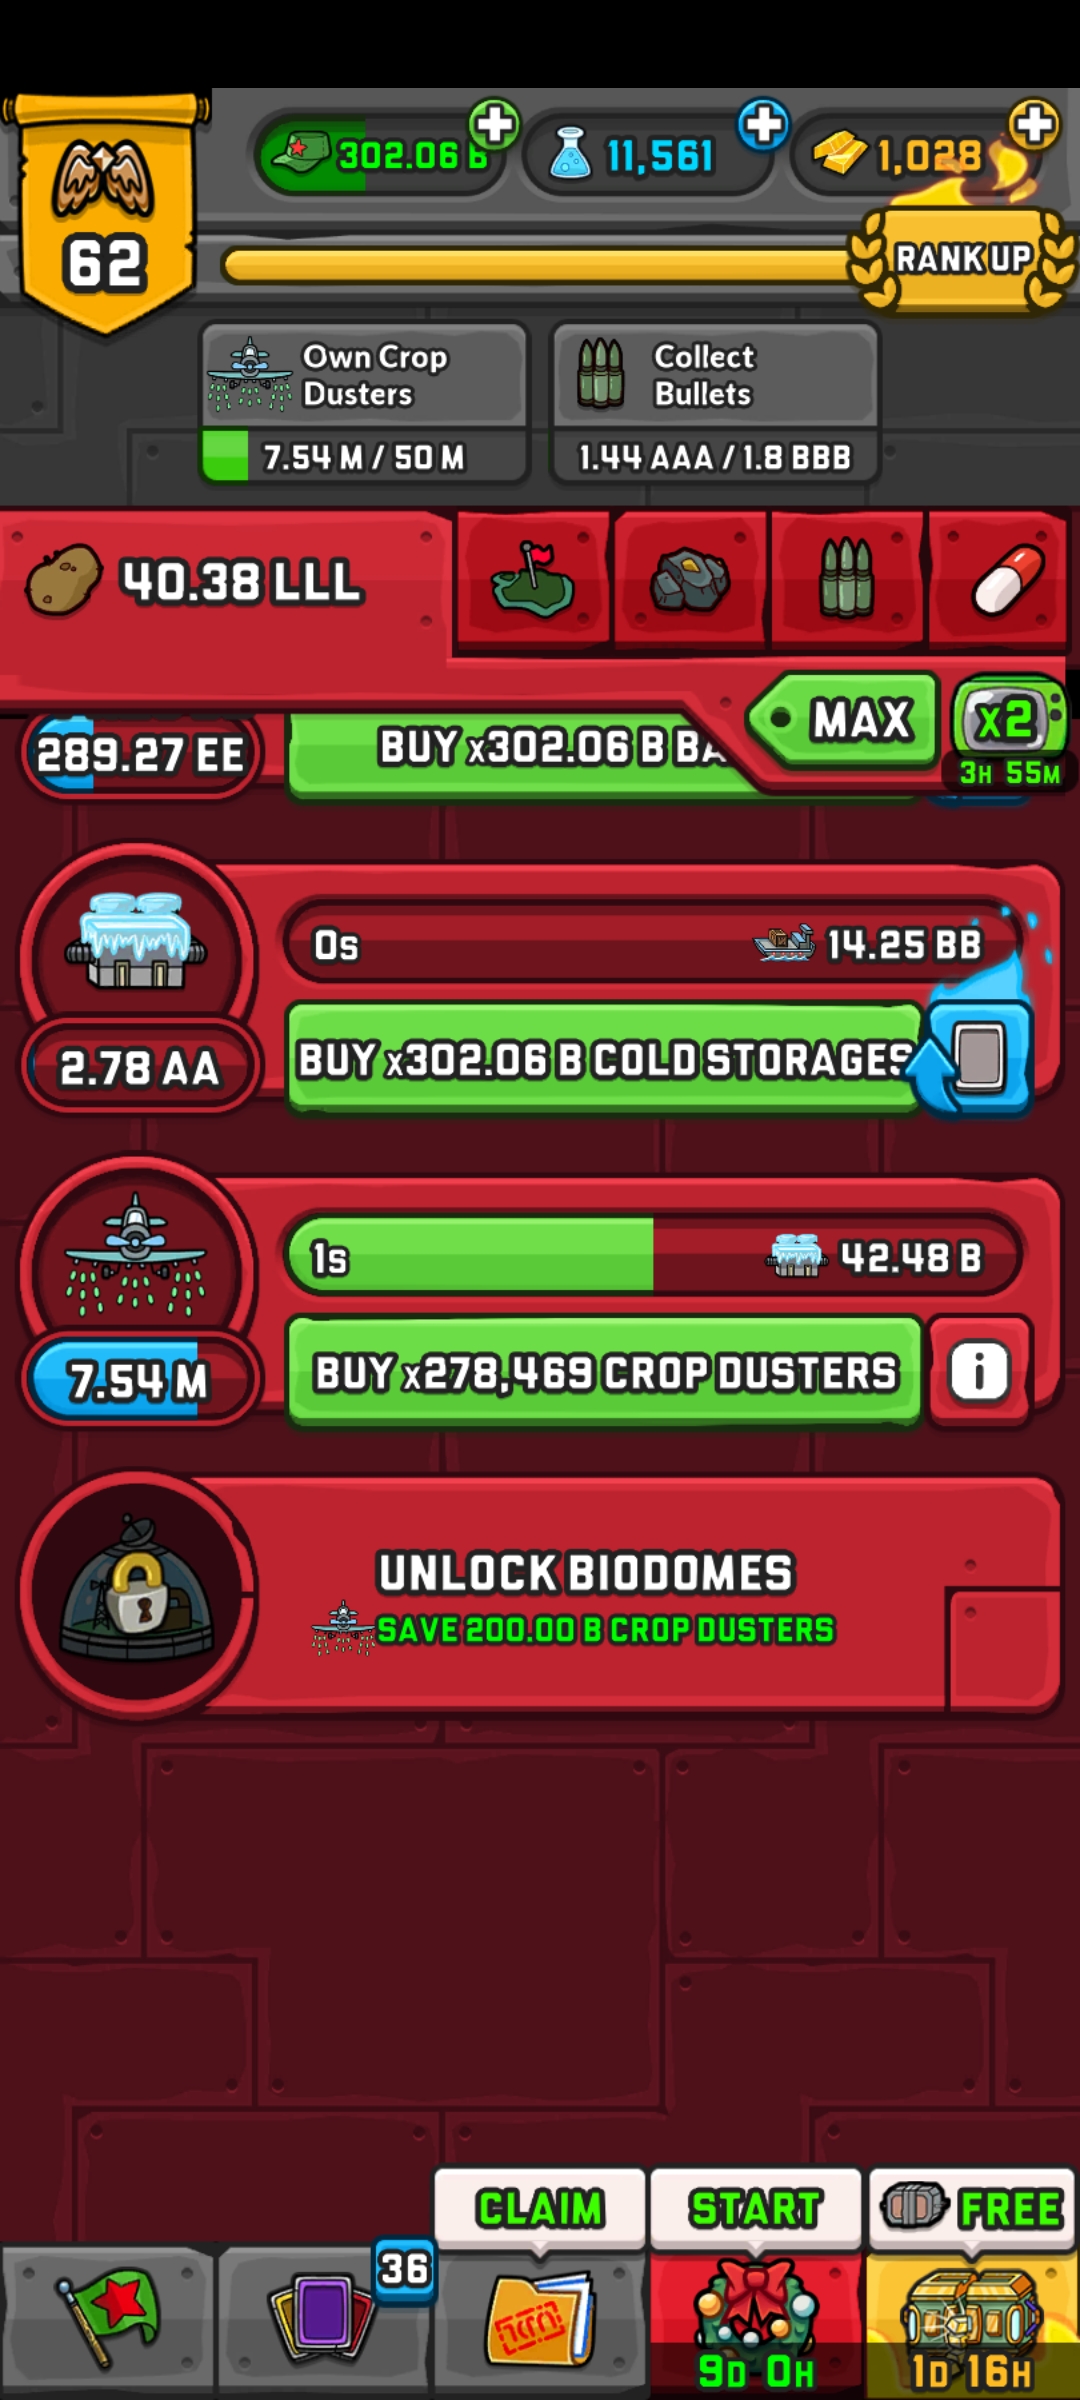 302.06 B
11,561
1,028
62
RANK UP
Own Crop
Dusters
7.54 M / 50 M
Collect
Bullets
1.44 AAA / 1.8 BBB
40.38 LLL
MAX
x2
3H 55M
289.27 EE
BUY x302.06 B BA
0s
14.25 BB
2.78 AA
BUY x302.06 B COLD STORAGES
1s
42.48 B
7.54 M
BUY x278,469 CROP DUSTERS
i
UNLOCK BIODOMES
SAVE 200.00 B CROP DUSTERS
CLAIM
START
FREE
36
9D 0H
1D 16H